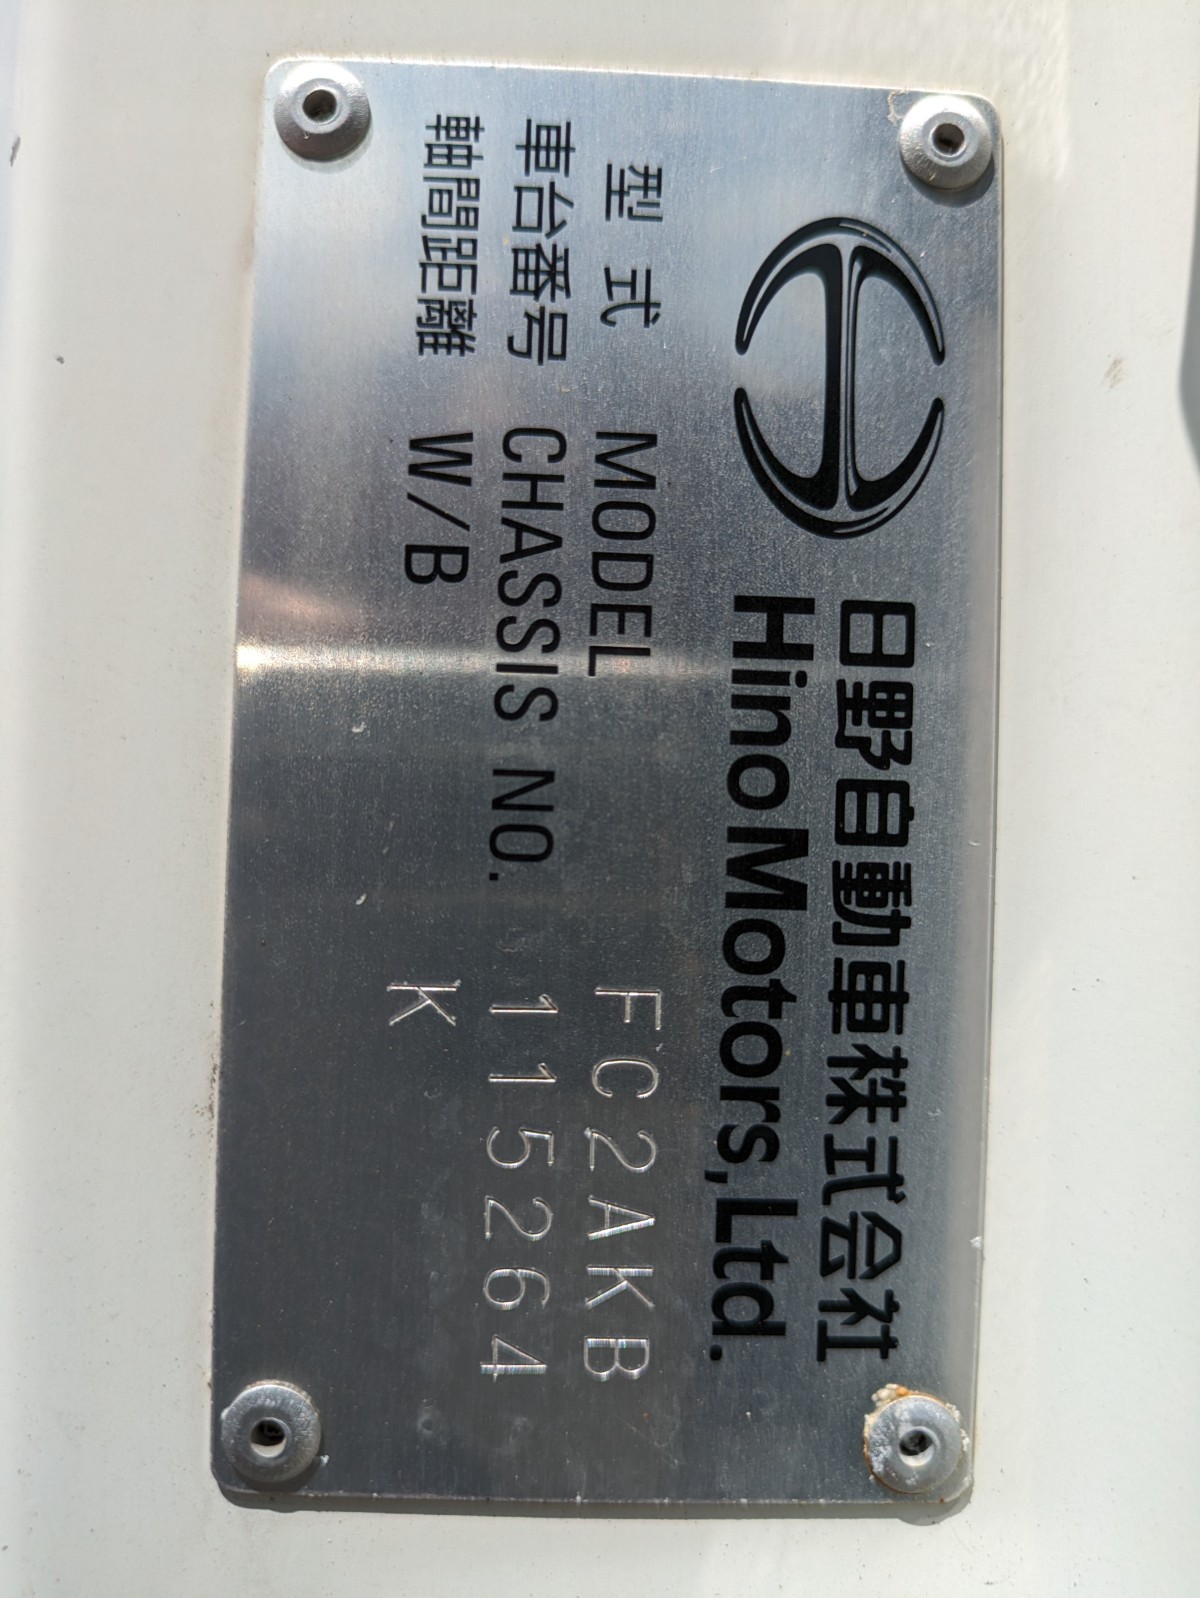 日野自動車株式会社
Hino Motors, Ltd.
型式 MODEL FC2AKB
車台番号 CHASSIS NO. 115264
軸間距離 W/B K